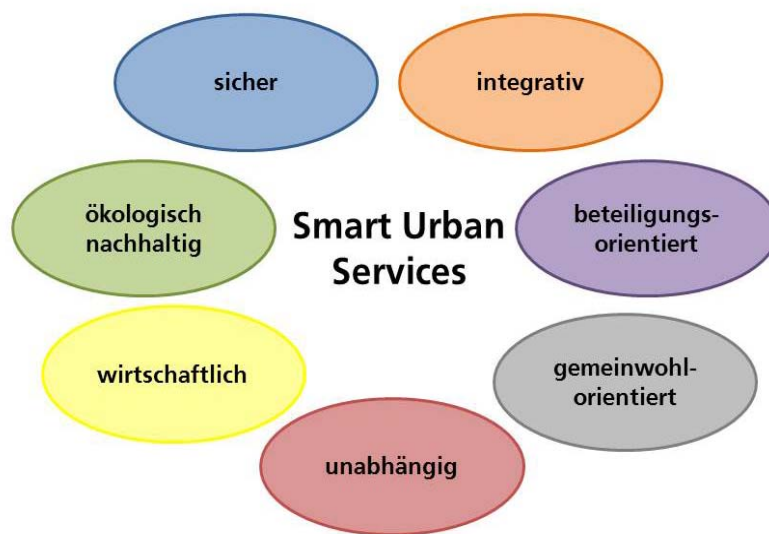 sicher
integrativ
ökologisch
nachhaltig
Smart Urban
Services
beteiligungs-
orientiert
wirtschaftlich
gemeinwohl-
orientiert
unabhängig